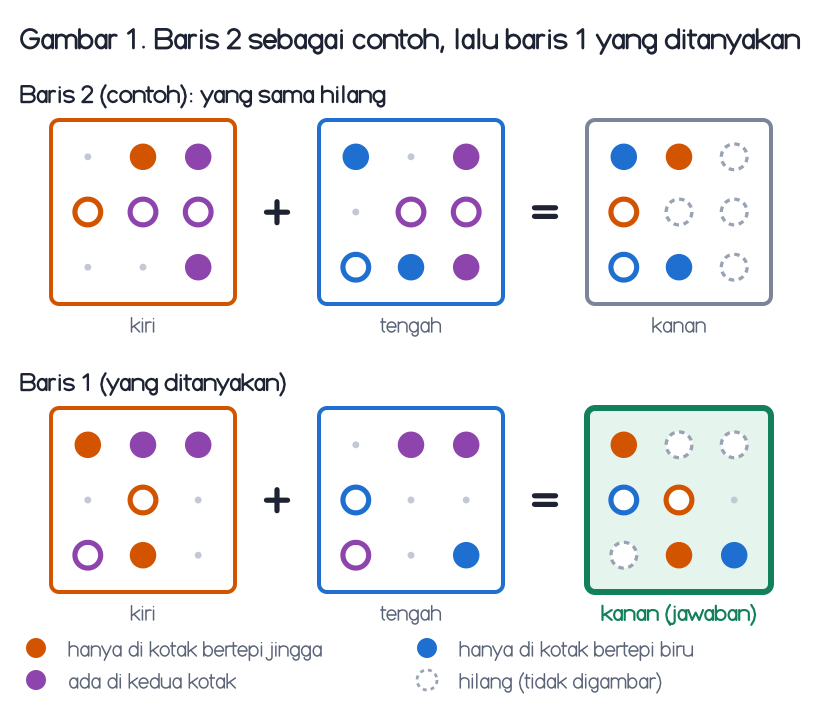 Gambar 1. Baris 2 sebagai contoh, lalu baris 1 yang ditanyakan
Baris 2 (contoh): yang sama hilang
+
=
kiri
tengah
kanan
Baris 1 (yang ditanyakan)
+
=
kiri
tengah
kanan (jawaban)
hanya di kotak bertepi jingga
hanya di kotak bertepi biru
ada di kedua kotak
hilang (tidak digambar)